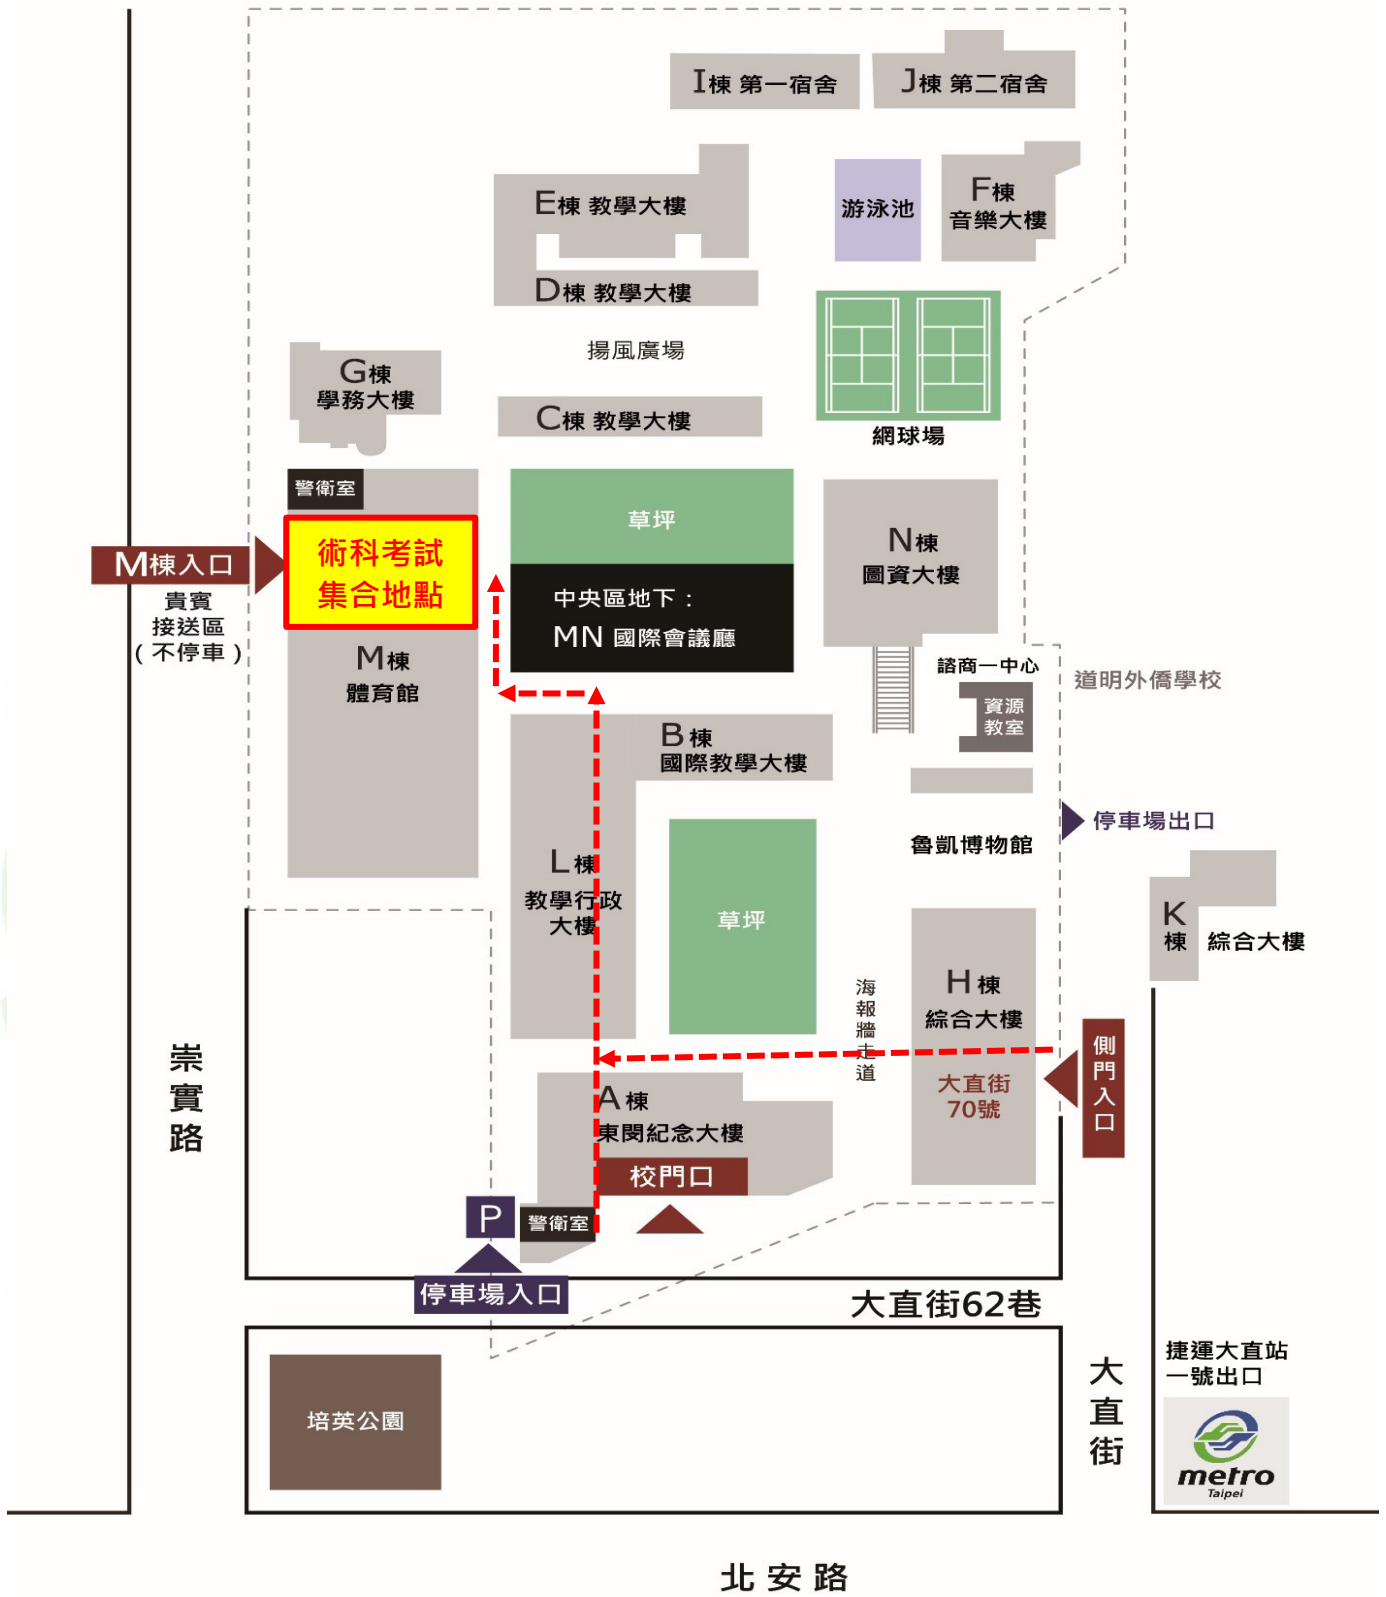 I棟 第一宿舍
J棟 第二宿舍
E棟 教學大樓
游泳池
F棟
音樂大樓
D棟 教學大樓
揚風廣場
G棟
學務大樓
C棟 教學大樓
網球場
警衛室
草坪
術科考試
集合地點
M棟入口
貴賓
接送區
(不停車)
N棟
圖資大樓
中央區地下：
MN 國際會議廳
M棟
體育館
諮商一中心
資源
教室
道明外僑學校
B棟
國際教學大樓
停車場出口
魯凱博物館
L棟
教學行政
大樓
草坪
K
棟 綜合大樓
H棟
綜合大樓
海報牆走道
側門入口
大直街
70號
崇實路
A棟
東閔紀念大樓
校門口
P
警衛室
停車場入口
大直街62巷
捷運大直站
一號出口
大直街
培英公園
metro
Taipei
北安路